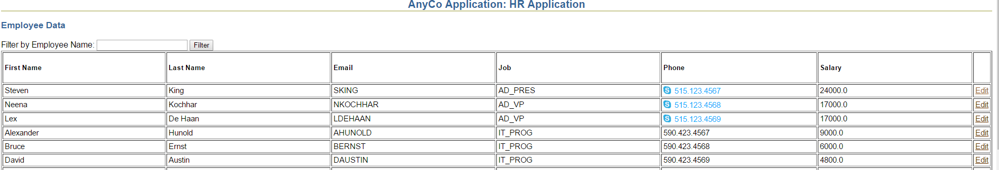 AnyCo Application: HR Application
Employee Data
Filter by Employee Name: Filter
First Name Last Name Email Job Phone Salary
Steven King SKING AD_PRES 515.123.4567 24000.0 Edit
Neena Kochhar NKOCHHAR AD_VP 515.123.4568 17000.0 Edit
Lex De Haan LDEHAAN AD_VP 515.123.4569 17000.0 Edit
Alexander Hunold AHUNOLD IT_PROG 590.423.4567 9000.0 Edit
Bruce Ernst BERNST IT_PROG 590.423.4568 6000.0 Edit
David Austin DAUSTIN IT_PROG 590.423.4569 4800.0 Edit